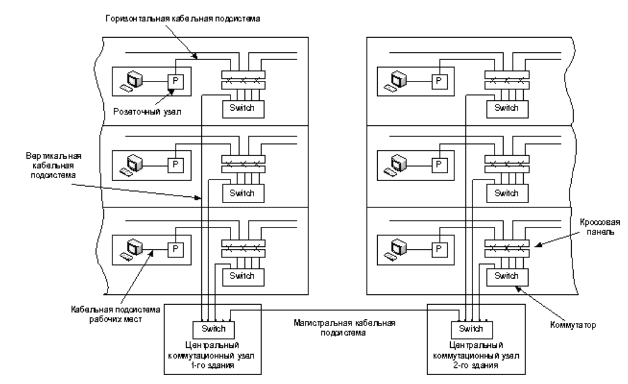 Горизонтальная кабельная подсистема
P
P
Розеточный узел
Switch
Switch
Вертикальная
кабельная
подсистема
P
P
Switch
Switch
P
P
Кроссовая
панель
Switch
Switch
Кабельная подсистема
рабочих мест
Коммутатор
Switch
Магистральная кабельная
подсистема
Switch
Центральный
коммутационный узел
1-го здания
Центральный
коммутационный узел
2-го здания